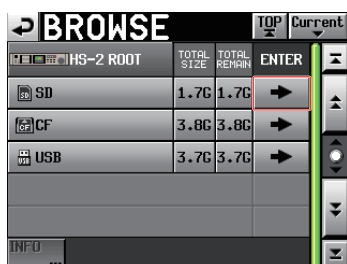 BROWSE TOP Current
HS-2 ROOT TOTAL SIZE TOTAL REMAIN ENTER
SD 1.7G 1.7G
CF 3.8G 3.8G
USB 3.7G 3.7G
INFO